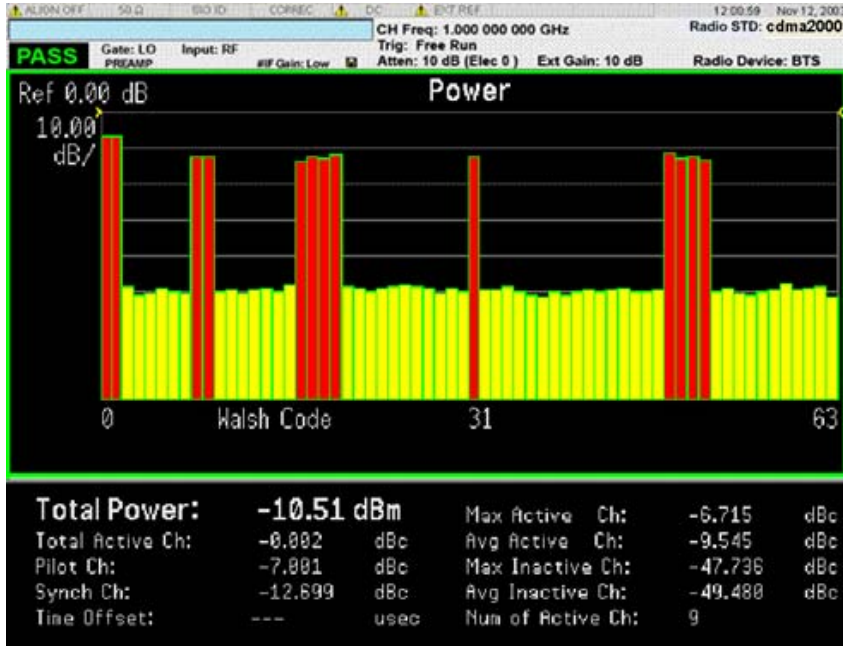 ALIGN OFF 50 Ω CORREC DC EXT REF 12:00:59 Nov 12, 200
CH Freq: 1.000 000 000 GHz Radio STD: cdma2000
PASS Gate: LO Input: RF Trig: Free Run
PREAMP #IF Gain: Low Atten: 10 dB (Elec 0 ) Ext Gain: 10 dB Radio Device: BTS
Ref 0.00 dB Power
10.00
dB/
0 Walsh Code 31 63
Total Power: -10.51 dBm
Total Active Ch: -0.002 dBc
Pilot Ch: -7.001 dBc
Synch Ch: -12.699 dBc
Time Offset: --- usec
Max Active Ch: -6.715 dBc
Avg Active Ch: -9.545 dBc
Max Inactive Ch: -47.736 dBc
Avg Inactive Ch: -49.480 dBc
Num of Active Ch: 9